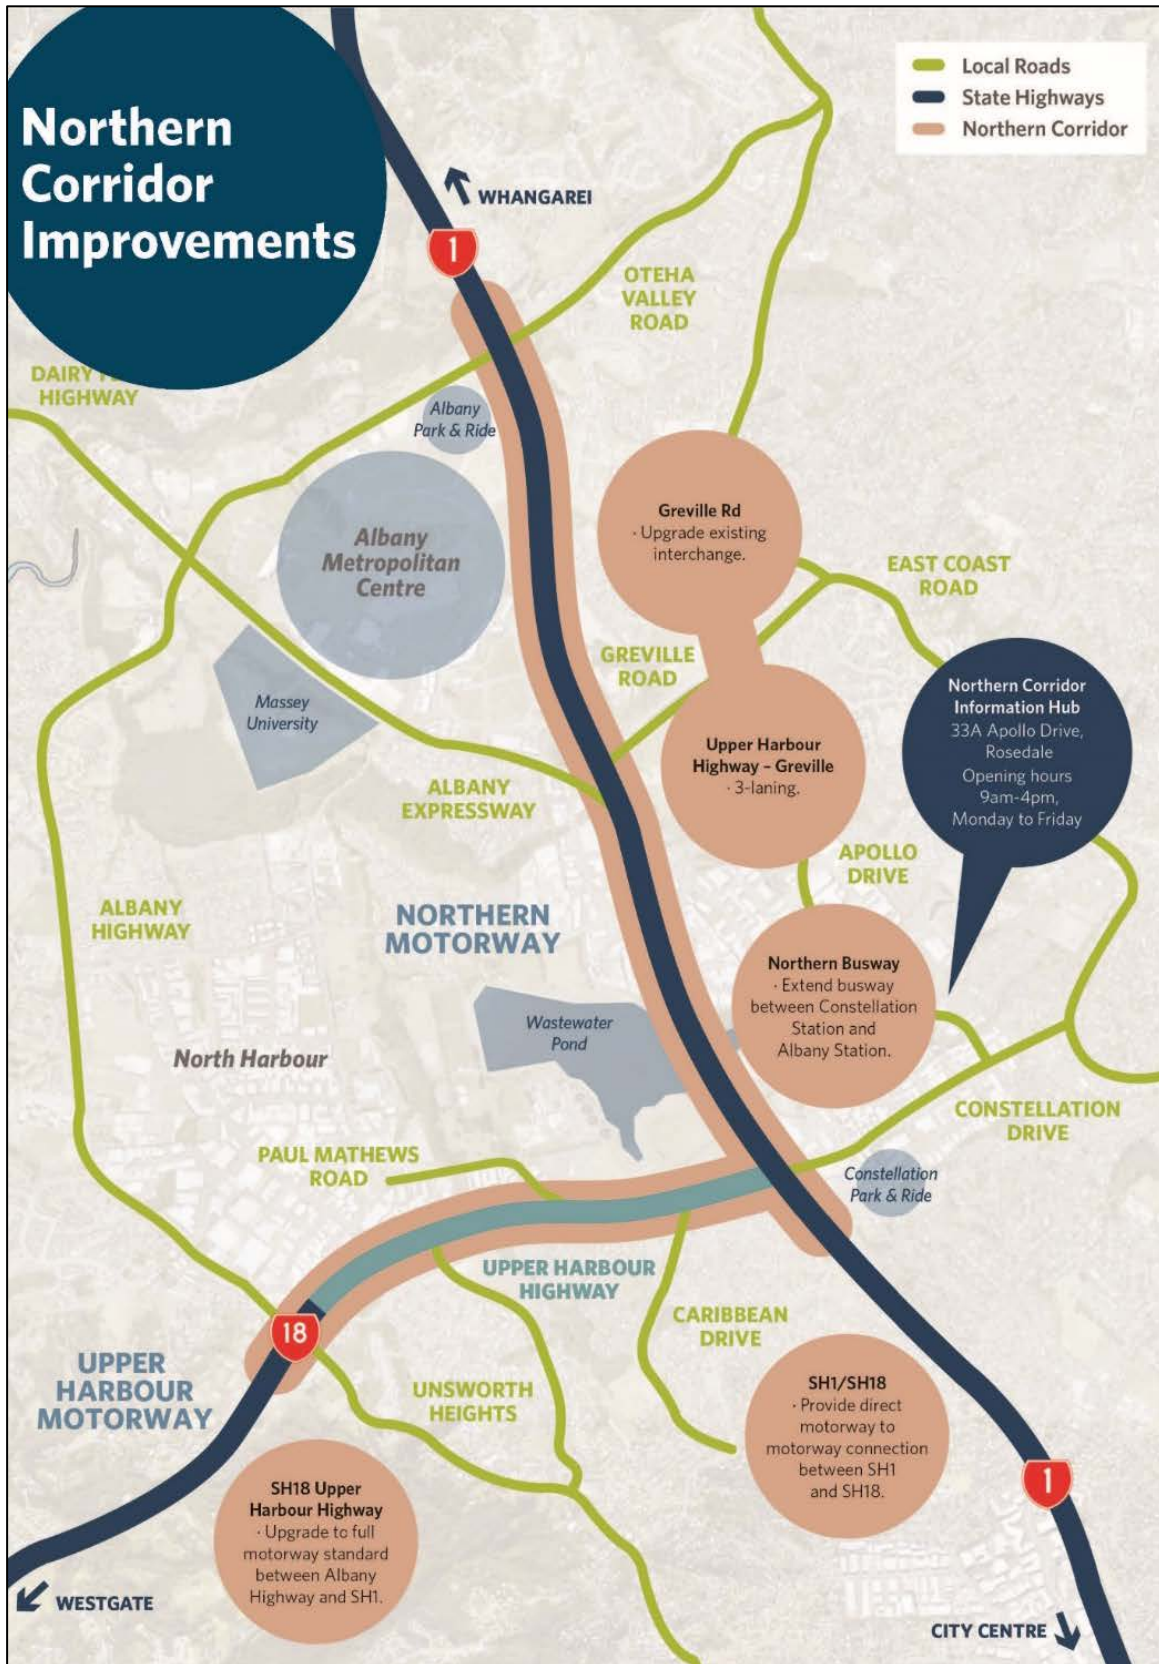 Northern
Corridor
Improvements
Local Roads
State Highways
Northern Corridor
WHANGAREI
1
OTEHA
VALLEY
ROAD
DAIRY
HIGHWAY
Albany
Park & Ride
Albany
Metropolitan
Centre
Greville Rd
· Upgrade existing
interchange.
EAST COAST
ROAD
GREVILLE
ROAD
Massey
University
Northern Corridor
Information Hub
33A Apollo Drive,
Rosedale
Opening hours
9am-4pm,
Monday to Friday
Upper Harbour
Highway – Greville
· 3-laning.
ALBANY
EXPRESSWAY
APOLLO
DRIVE
ALBANY
HIGHWAY
NORTHERN
MOTORWAY
Northern Busway
· Extend busway
between Constellation
Station and
Albany Station.
Wastewater
Pond
North Harbour
CONSTELLATION
DRIVE
PAUL MATHEWS
ROAD
Constellation
Park & Ride
UPPER HARBOUR
HIGHWAY
CARIBBEAN
DRIVE
18
UPPER
HARBOUR
MOTORWAY
UNSWORTH
HEIGHTS
SH1/SH18
· Provide direct
motorway to
motorway connection
between SH1
and SH18.
1
SH18 Upper
Harbour Highway
· Upgrade to full
motorway standard
between Albany
Highway and SH1.
WESTGATE
CITY CENTRE